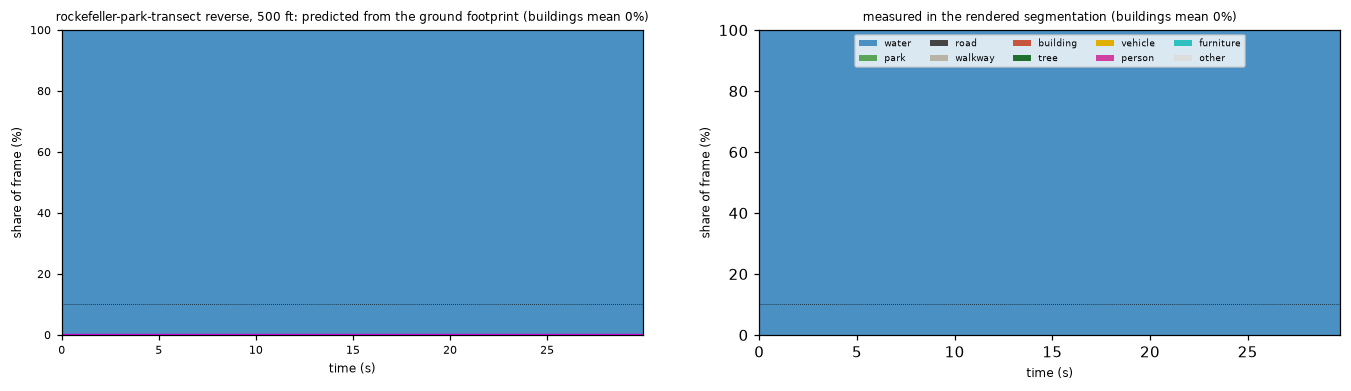 rockefeller-park-transect reverse, 500 ft: predicted from the ground footprint (buildings mean 0%)
100
80
60
40
20
0
share of frame (%)
0 5 10 15 20 25
time (s)
measured in the rendered segmentation (buildings mean 0%)
water road building vehicle furniture
park walkway tree person other
100
80
60
40
20
0
share of frame (%)
0 5 10 15 20 25
time (s)